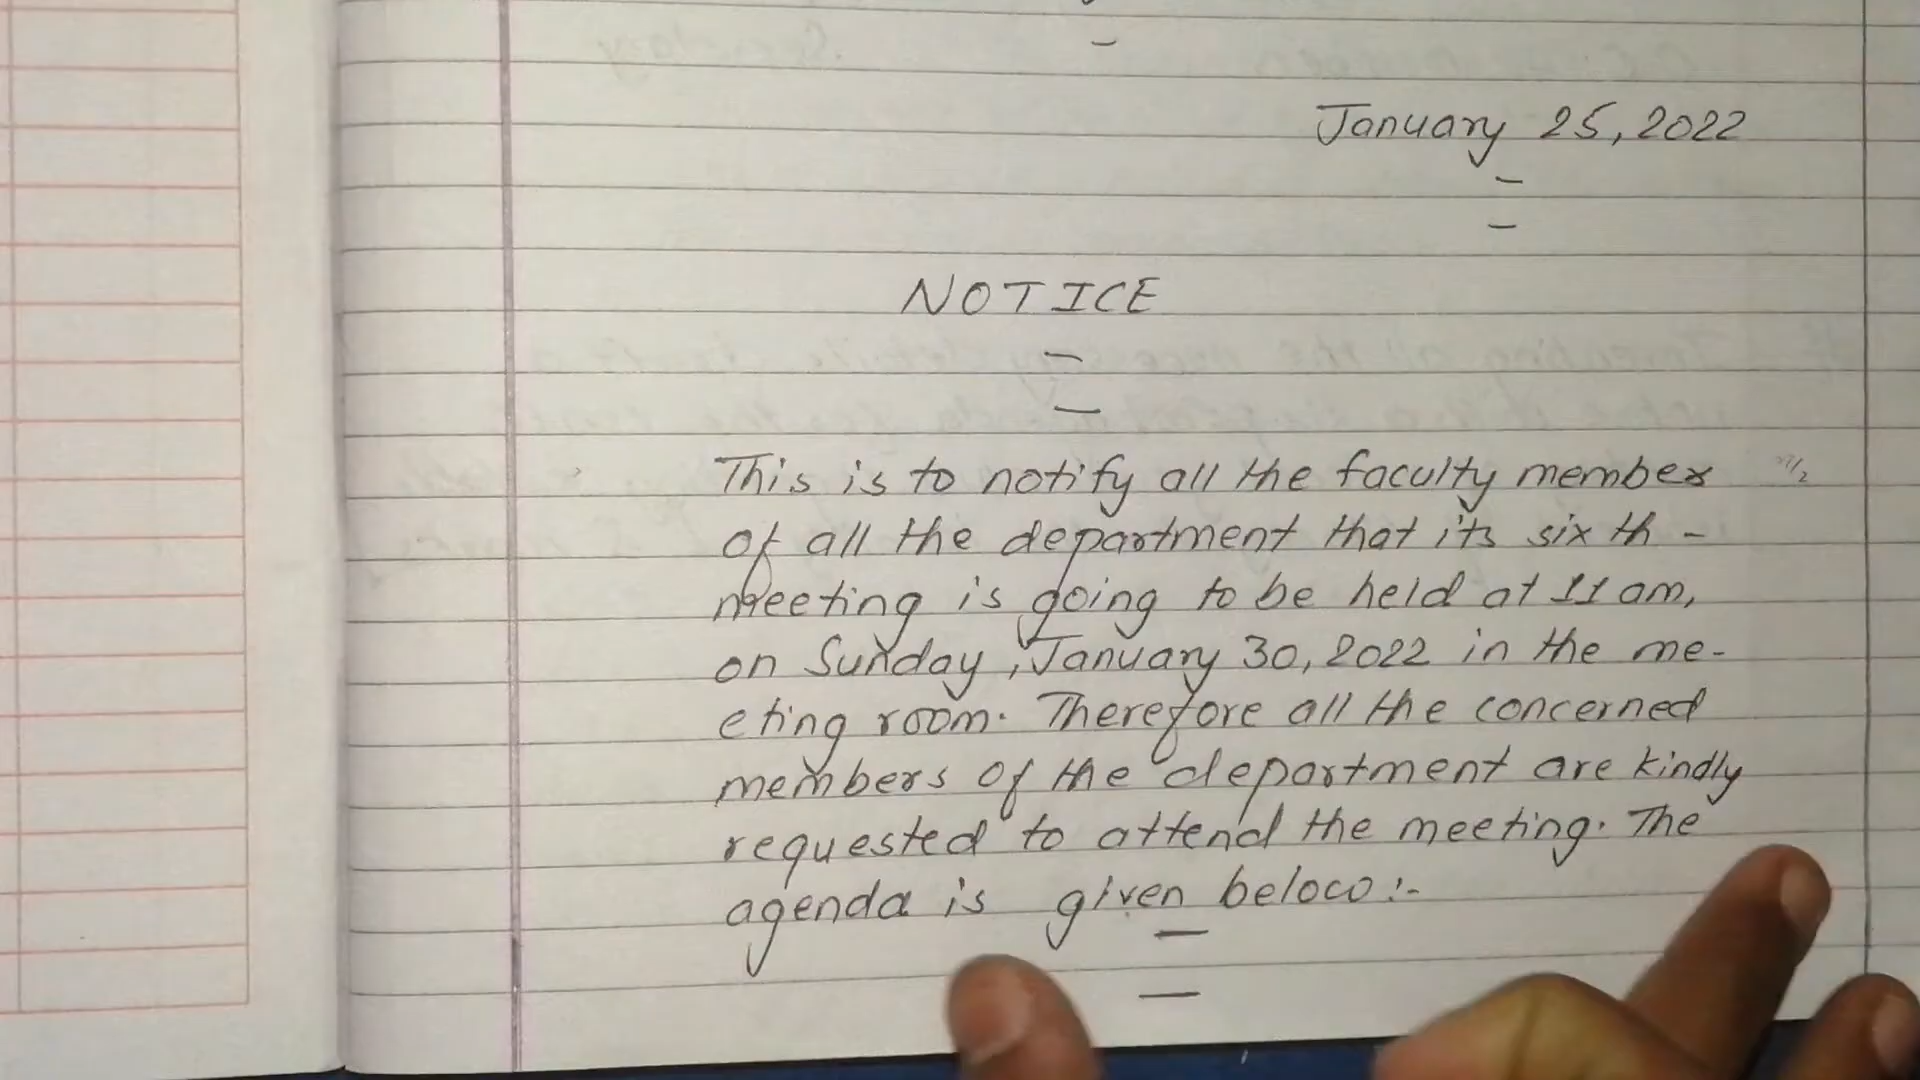 January 25, 2022
NOTICE
This is to notify all the faculty member
of all the department that its six th -
meeting is going to be held at 11 am,
on Sunday, January 30, 2022 in the me-
eting room. Therefore all the concerned
members of the department are kindly
requested to attend the meeting. The
agenda is given below :-